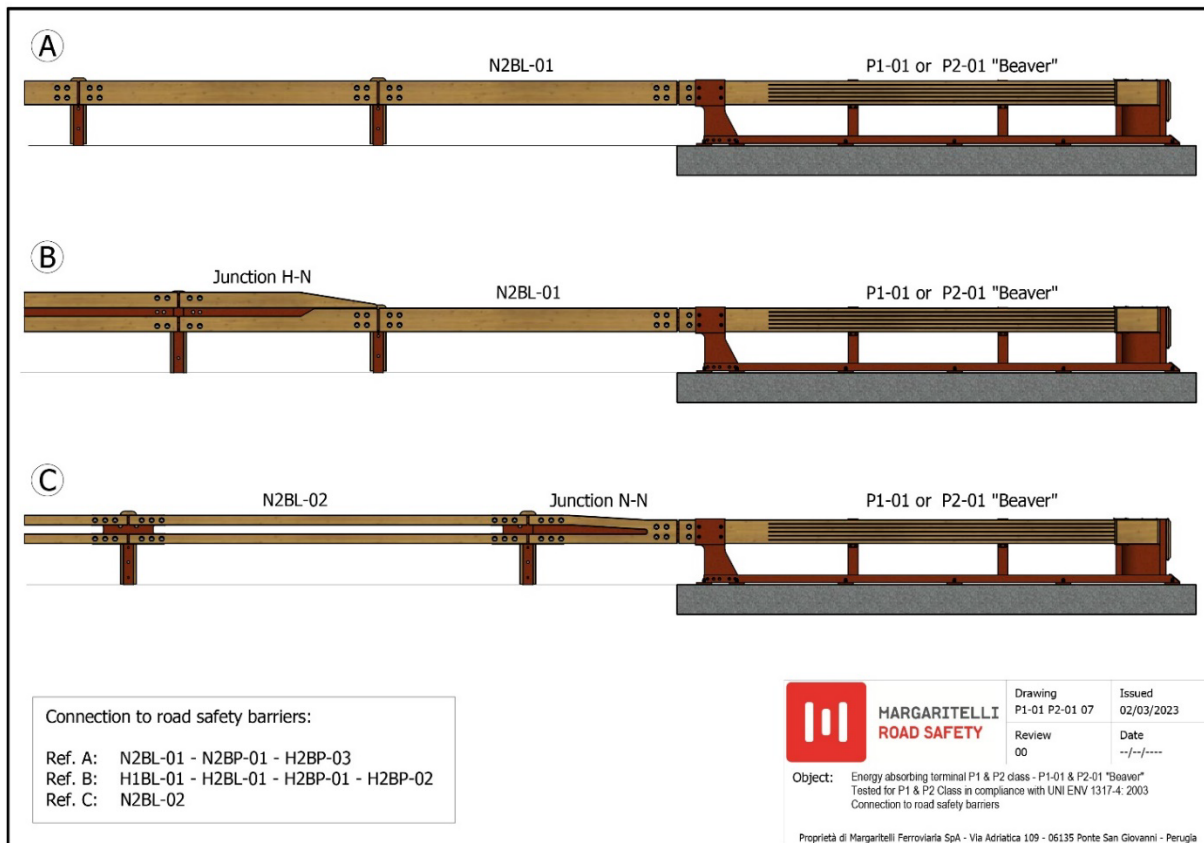 A
N2BL-01
P1-01 or P2-01 "Beaver"
B
Junction H-N
N2BL-01
P1-01 or P2-01 "Beaver"
C
N2BL-02
Junction N-N
P1-01 or P2-01 "Beaver"
Connection to road safety barriers:
Ref. A: N2BL-01 - N2BP-01 - H2BP-03
Ref. B: H1BL-01 - H2BL-01 - H2BP-01 - H2BP-02
Ref. C: N2BL-02
MARGARITELLI
ROAD SAFETY
Drawing
P1-01 P2-01 07
Issued
02/03/2023
Review
00
Date
--/--/----
Object: Energy absorbing terminal P1 & P2 class - P1-01 & P2-01 "Beaver"
Tested for P1 & P2 Class in compliance with UNI ENV 1317-4: 2003
Connection to road safety barriers
Proprietà di Margaritelli Ferroviaria SpA - Via Adriatica 109 - 06135 Ponte San Giovanni - Perugia